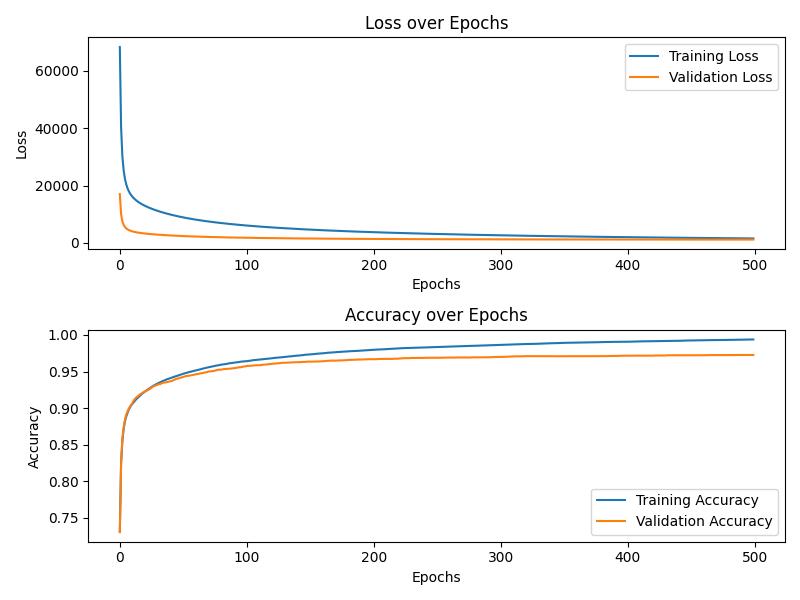 Loss over Epochs
60000
40000
20000
0
Loss
Training Loss
Validation Loss
0 100 200 300 400 500
Epochs
Accuracy over Epochs
1.00
0.95
0.90
0.85
0.80
0.75
Accuracy
Training Accuracy
Validation Accuracy
0 100 200 300 400 500
Epochs